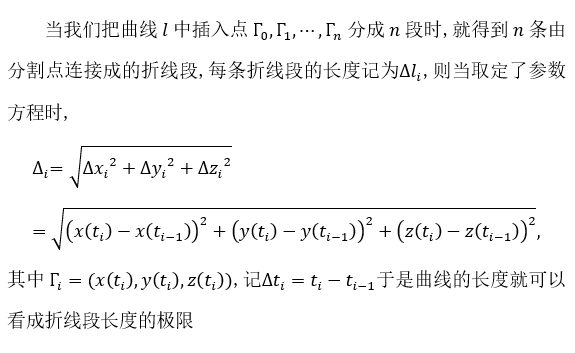 当我们把曲线 l 中插入点 Γ₀, Γ₁, ⋯, Γₙ 分成 n 段时, 就得到 n 条由
分割点连接成的折线段, 每条折线段的长度记为Δlᵢ, 则当取定了参数
方程时,
Δᵢ= √(Δxᵢ² + Δyᵢ² + Δzᵢ²)
= √((x(tᵢ) − x(tᵢ₋₁))² + (y(tᵢ) − y(tᵢ₋₁))² + (z(tᵢ) − z(tᵢ₋₁))²),
其中 Γᵢ = (x(tᵢ), y(tᵢ), z(tᵢ)), 记Δtᵢ = tᵢ − tᵢ₋₁于是曲线的长度就可以
看成折线段长度的极限